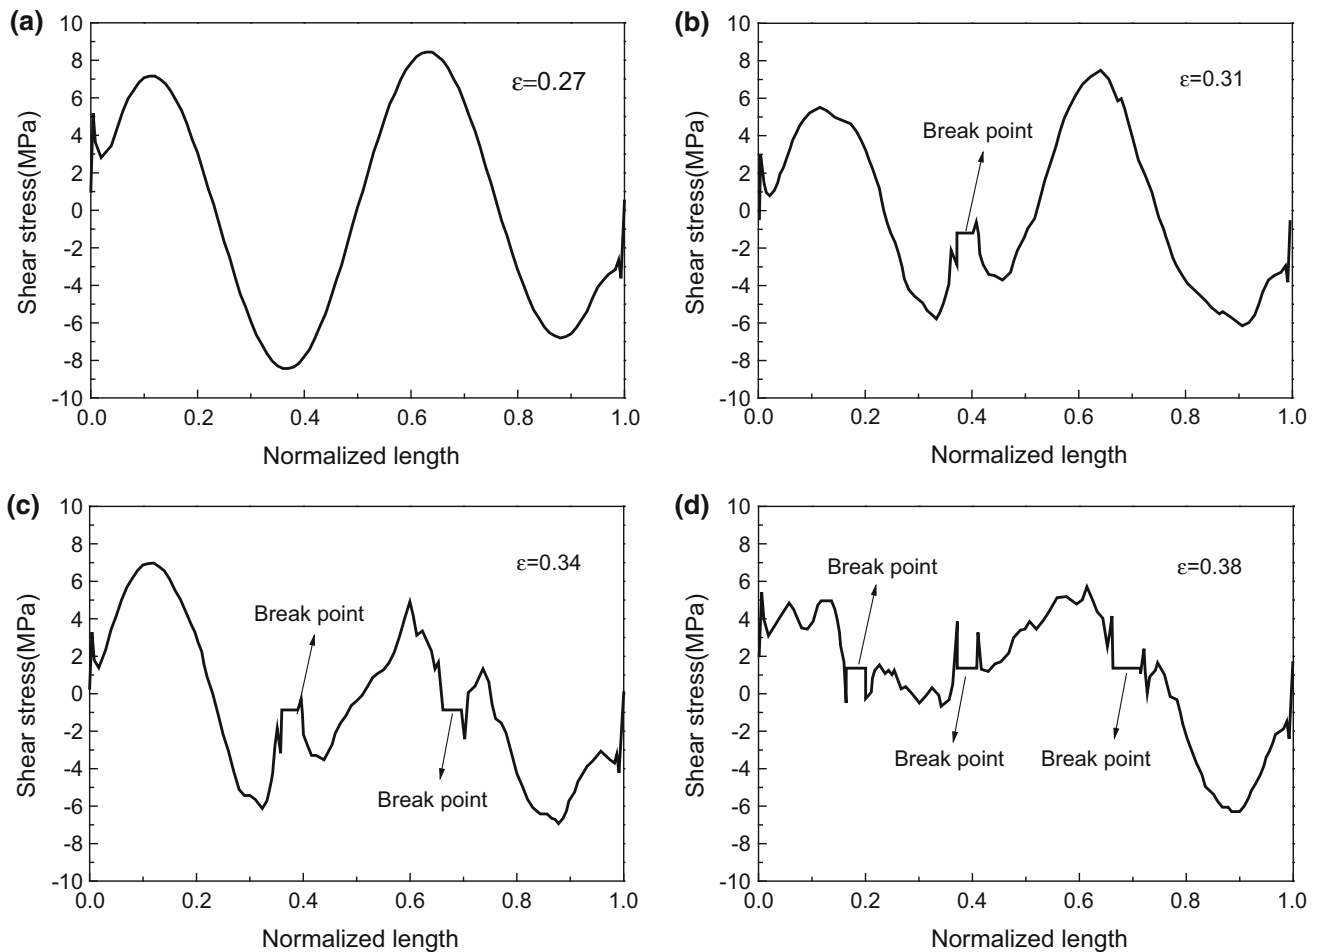 (a)
10
8
6
4
2
0
-2
-4
-6
-8
-10
Shear stress(MPa)
ε=0.27
0.0 0.2 0.4 0.6 0.8 1.0
Normalized length
(b)
10
8
6
4
2
0
-2
-4
-6
-8
-10
Shear stress(MPa)
ε=0.31
Break point
0.0 0.2 0.4 0.6 0.8 1.0
Normalized length
(c)
10
8
6
4
2
0
-2
-4
-6
-8
-10
Shear stress(MPa)
ε=0.34
Break point
Break point
0.0 0.2 0.4 0.6 0.8 1.0
Normalized length
(d)
10
8
6
4
2
0
-2
-4
-6
-8
-10
Shear stress(MPa)
Break point
ε=0.38
Break point Break point
0.0 0.2 0.4 0.6 0.8 1.0
Normalized length